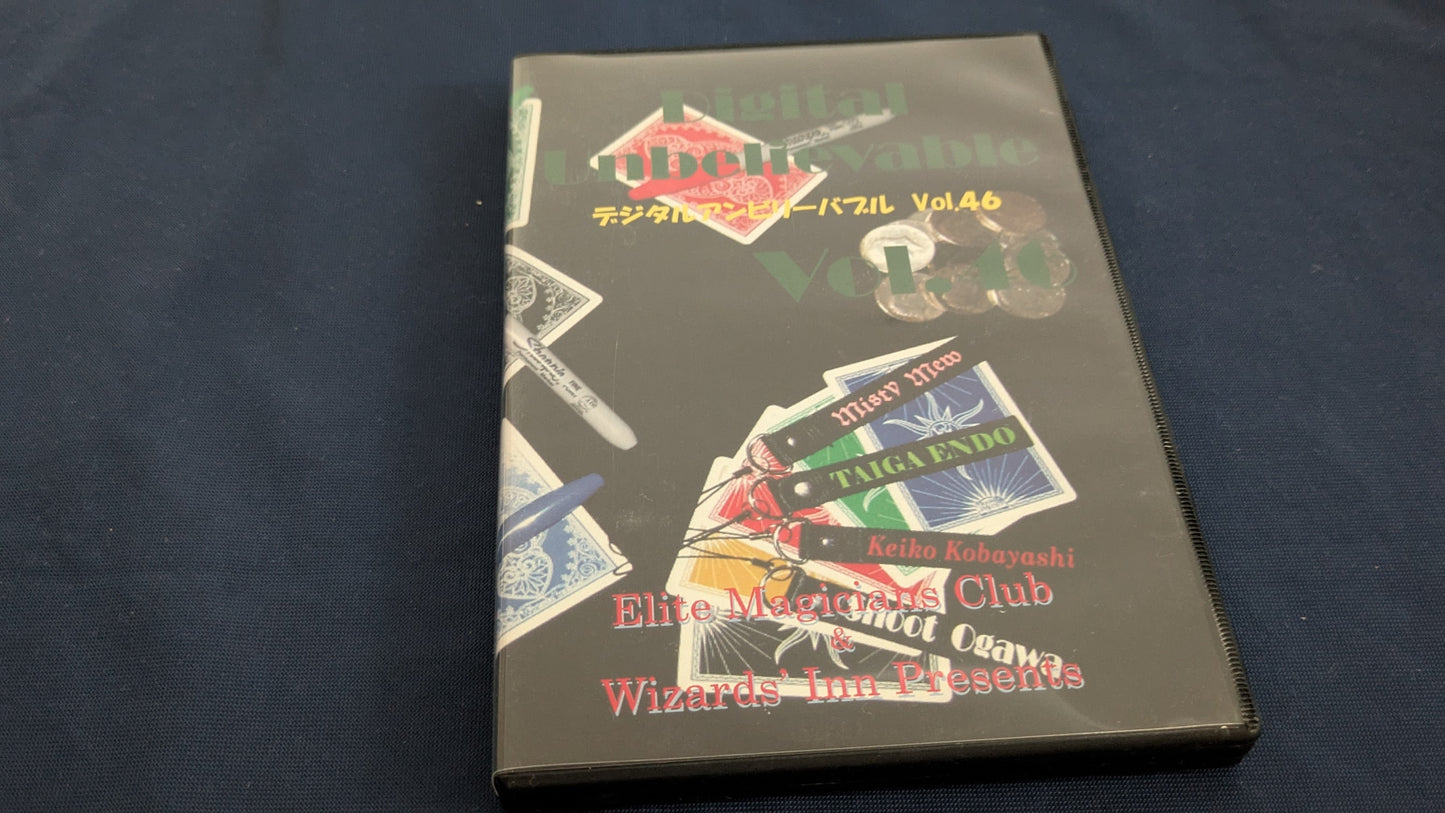 Digital
Unbelievable
デジタルアンビリーバブル Vol.46
Vol.46
Misty Mew
TAIGA ENDO
Keiko Kobayashi
Shoot Ogawa
Elite Magicians Club
&
Wizards' Inn Presents
Sharpie